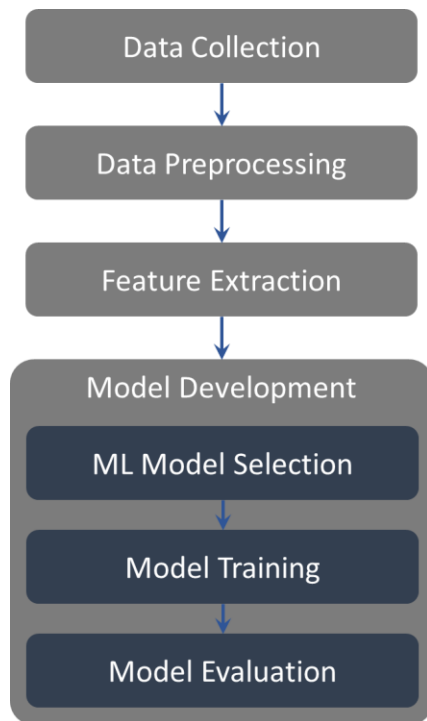 Data Collection
Data Preprocessing
Feature Extraction
Model Development
ML Model Selection
Model Training
Model Evaluation